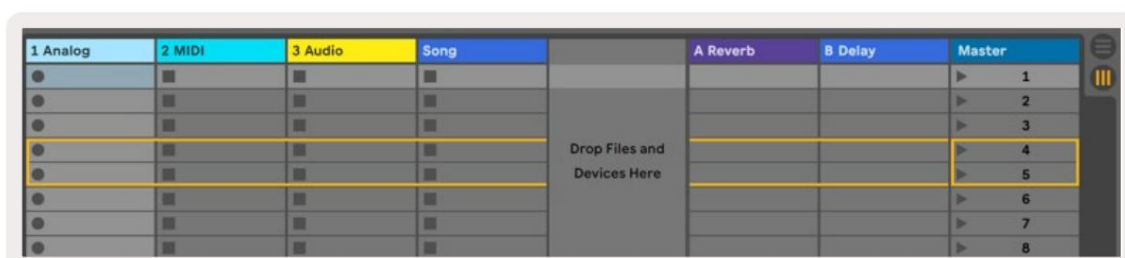 1 Analog 2 MIDI 3 Audio Song A Reverb B Delay Master
1
2
3
Drop Files and 4
Devices Here 5
6
7
8